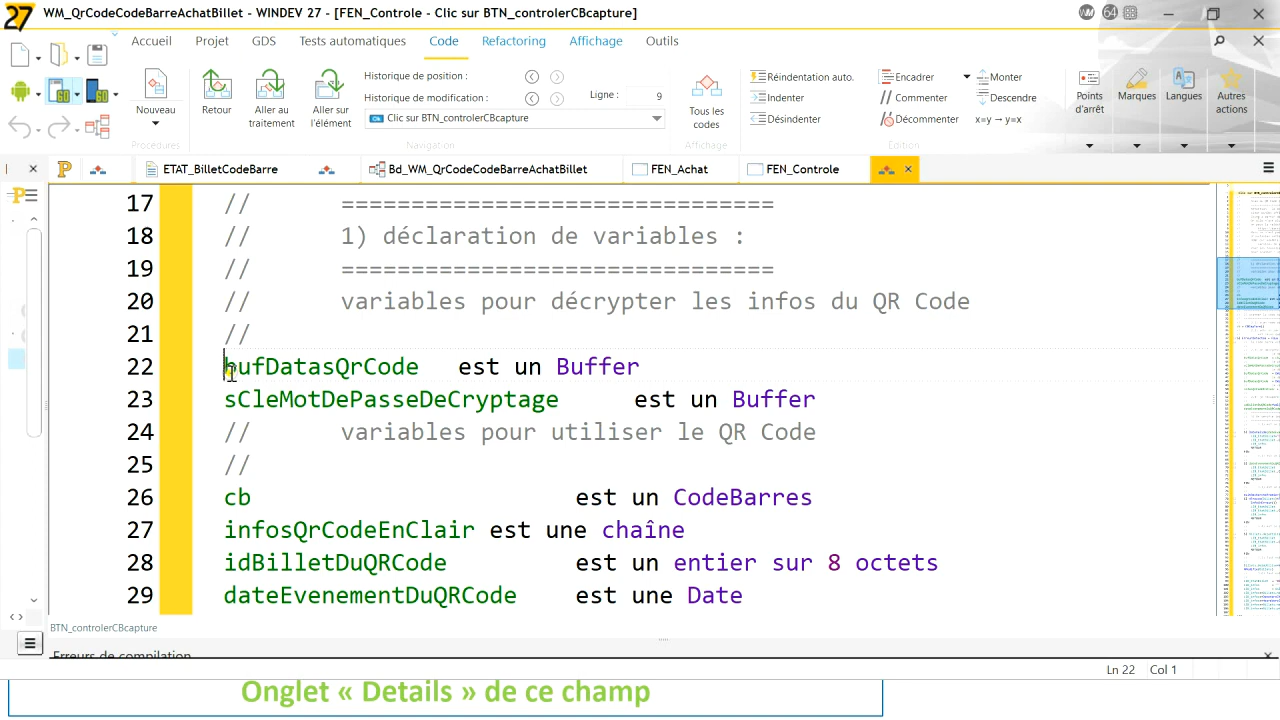 27 WM_QrCodeCodeBarreAchatBillet - WINDEV 27 - [FEN_Controle - Clic sur BTN_controlerCBcapture] WM 64
Accueil Projet GDS Tests automatiques Code Refactoring Affichage Outils
Nouveau
Procédures
Retour
Aller au traitement
Aller sur l'élément
Historique de position :
Historique de modification :
Ligne : 9
Ok Clic sur BTN_controlerCBcapture
Navigation
Tous les codes
Réindentation auto.
Indenter
Désindenter
Encadrer
// Commenter
Décommenter
Monter
Descendre
x=y → y=x
Édition
Points d'arrêt
Marques
Langues
Autres actions
ETAT_BilletCodeBarre Bd_WM_QrCodeCodeBarreAchatBillet FEN_Achat FEN_Controle
17 // ===============================
18 // 1) déclaration de variables :
19 // ===============================
20 // variables pour décrypter les infos du QR Code
21 //
22 bufDatasQrCode est un Buffer
23 sCleMotDePasseDeCryptage est un Buffer
24 // variables pour utiliser le QR Code
25 //
26 cb est un CodeBarres
27 infosQrCodeEnClair est une chaîne
28 idBilletDuQRCode est un entier sur 8 octets
29 dateEvenementDuQRCode est une Date
BTN_controlerCBcapture
Erreurs de compilation
Ln 22 Col 1
Onglet « Details » de ce champ